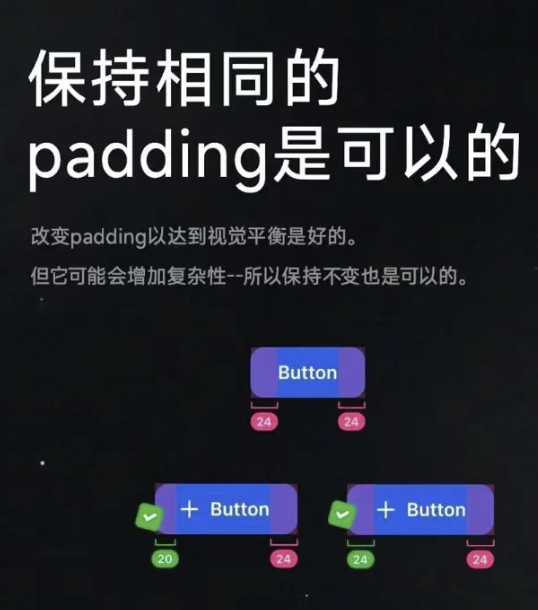 保持相同的
padding是可以的
改变padding以达到视觉平衡是好的。
但它可能会增加复杂性--所以保持不变也是可以的。
Button
24 24
+ Button + Button
20 24 24 24